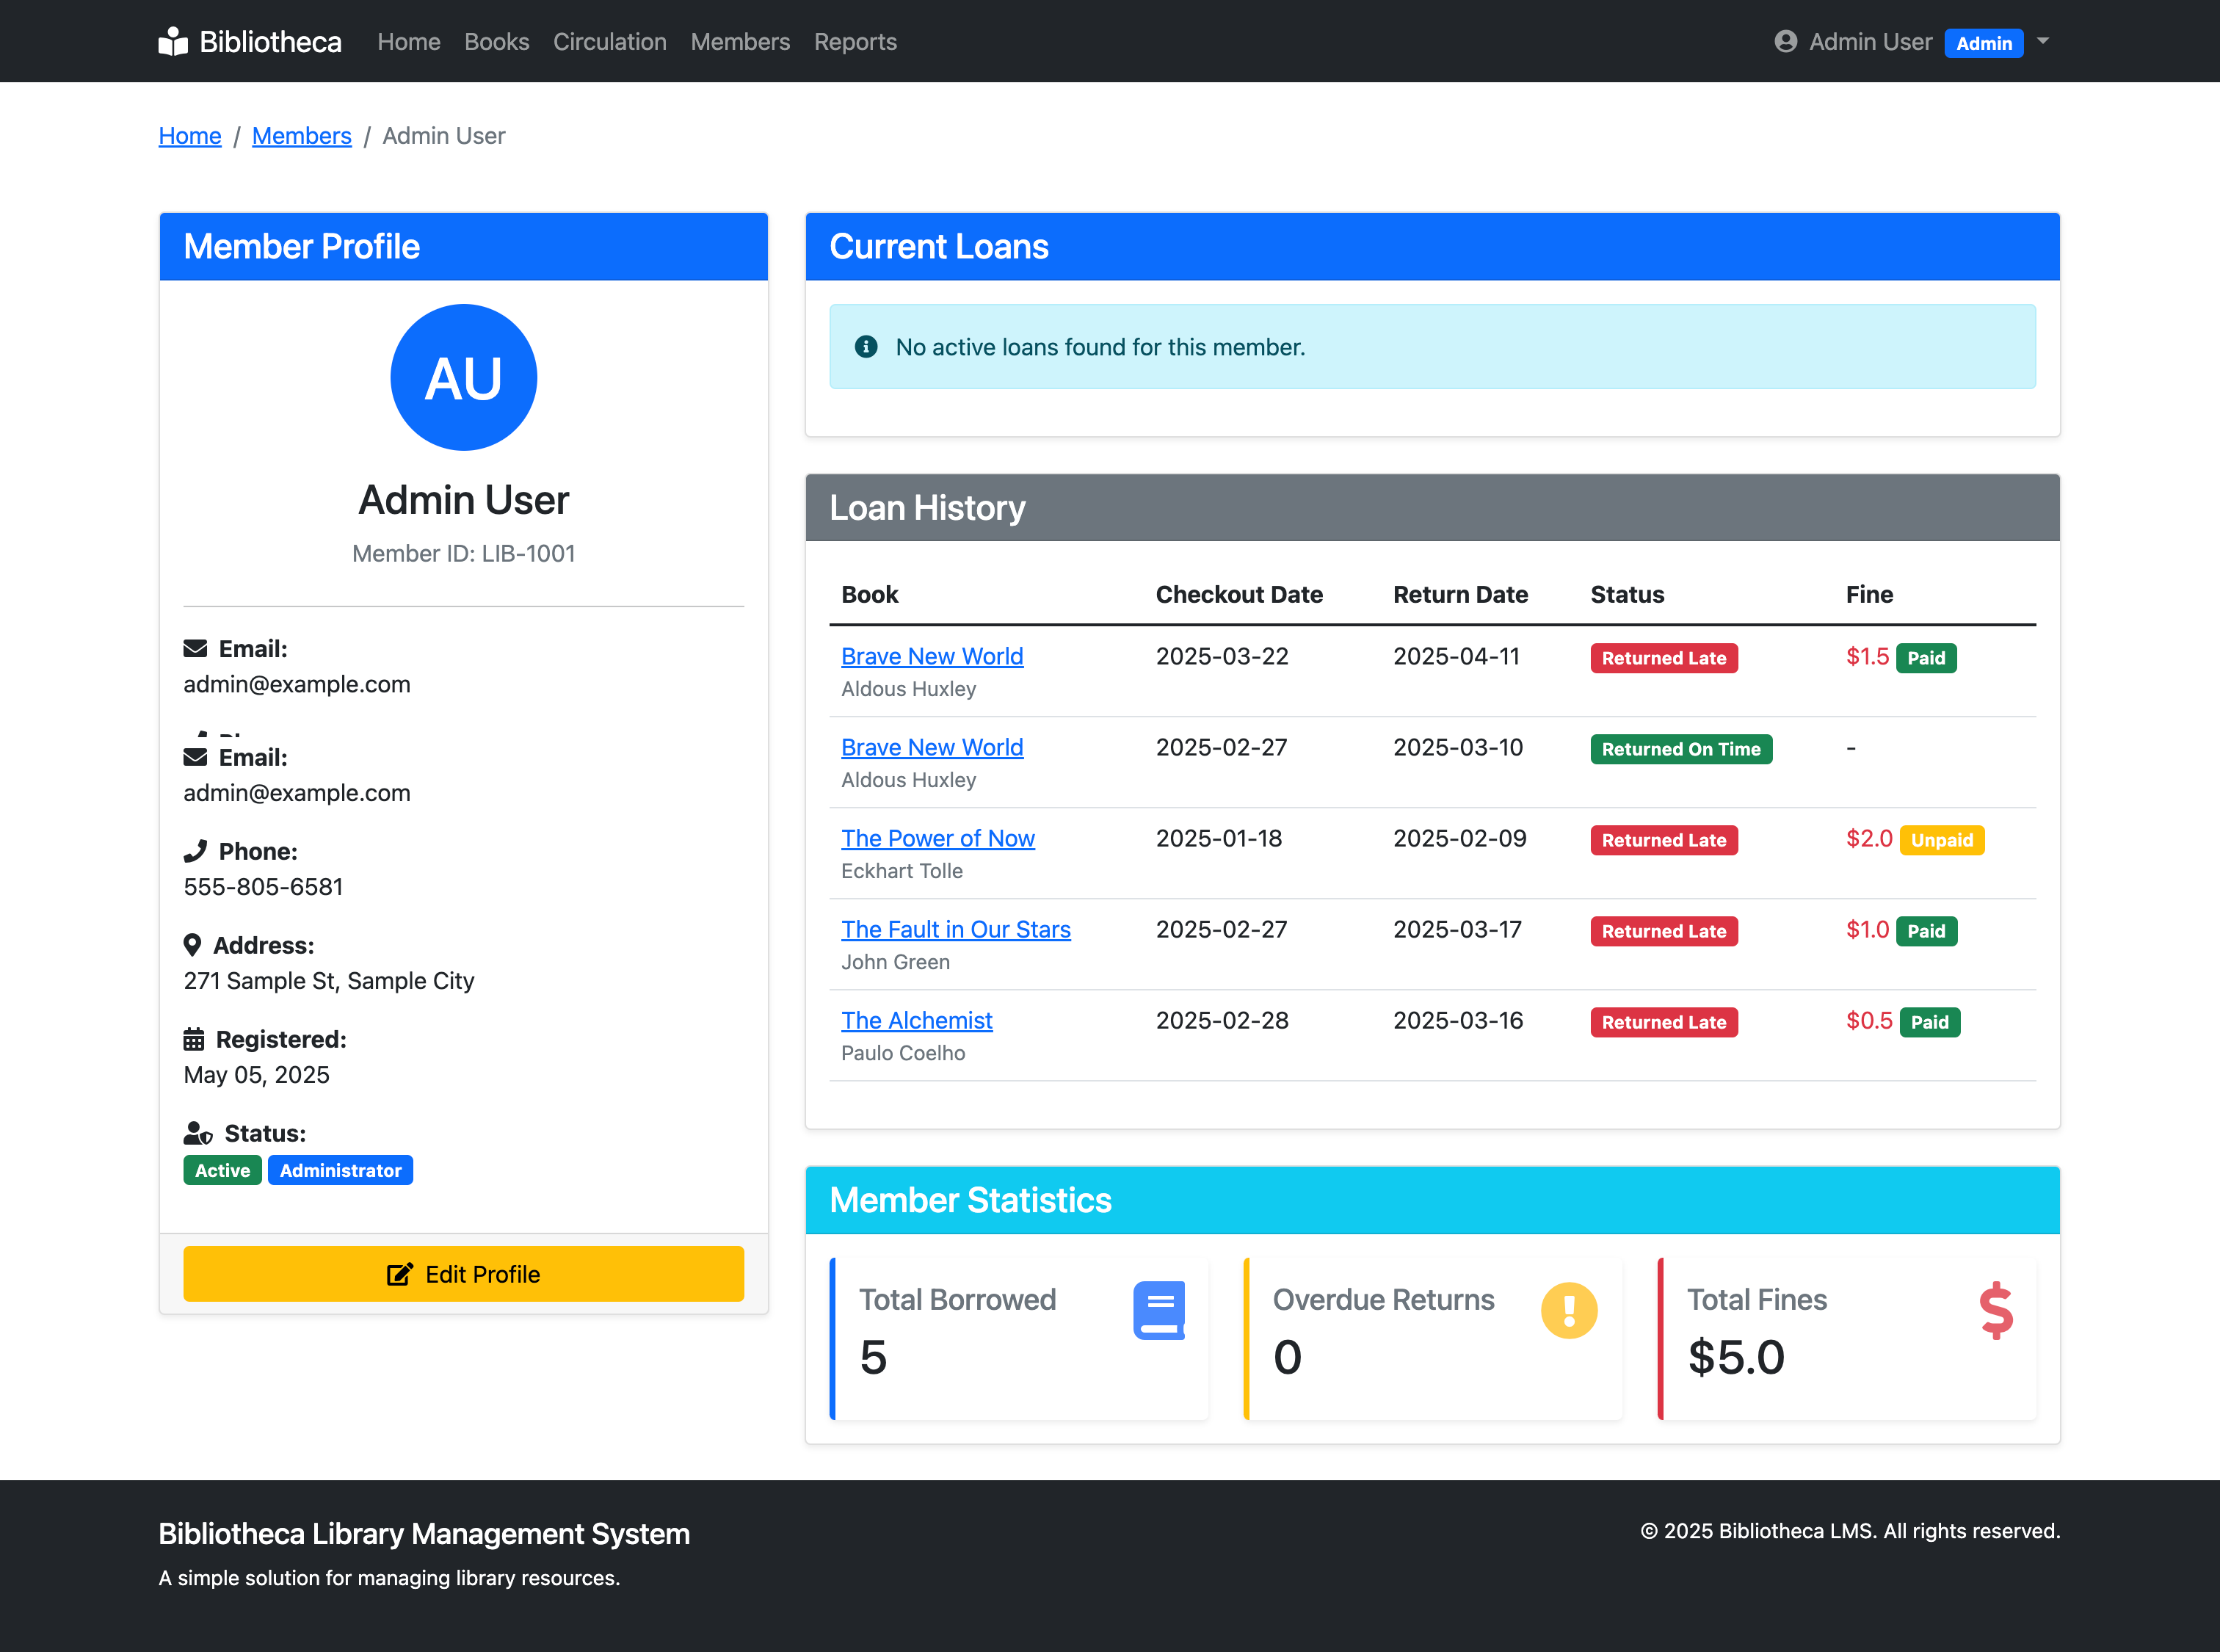 Bibliotheca Home Books Circulation Members Reports Admin User Admin
Home / Members / Admin User
Member Profile
AU
Admin User
Member ID: LIB-1001
Email:
admin@example.com
Email:
admin@example.com
Phone:
555-805-6581
Address:
271 Sample St, Sample City
Registered:
May 05, 2025
Status:
Active Administrator
Edit Profile
Current Loans
No active loans found for this member.
Loan History
Book Checkout Date Return Date Status Fine
Brave New World 2025-03-22 2025-04-11 Returned Late $1.5 Paid
Aldous Huxley
Brave New World 2025-02-27 2025-03-10 Returned On Time -
Aldous Huxley
The Power of Now 2025-01-18 2025-02-09 Returned Late $2.0 Unpaid
Eckhart Tolle
The Fault in Our Stars 2025-02-27 2025-03-17 Returned Late $1.0 Paid
John Green
The Alchemist 2025-02-28 2025-03-16 Returned Late $0.5 Paid
Paulo Coelho
Member Statistics
Total Borrowed
5
Overdue Returns
0
Total Fines
$5.0
Bibliotheca Library Management System
A simple solution for managing library resources.
© 2025 Bibliotheca LMS. All rights reserved.